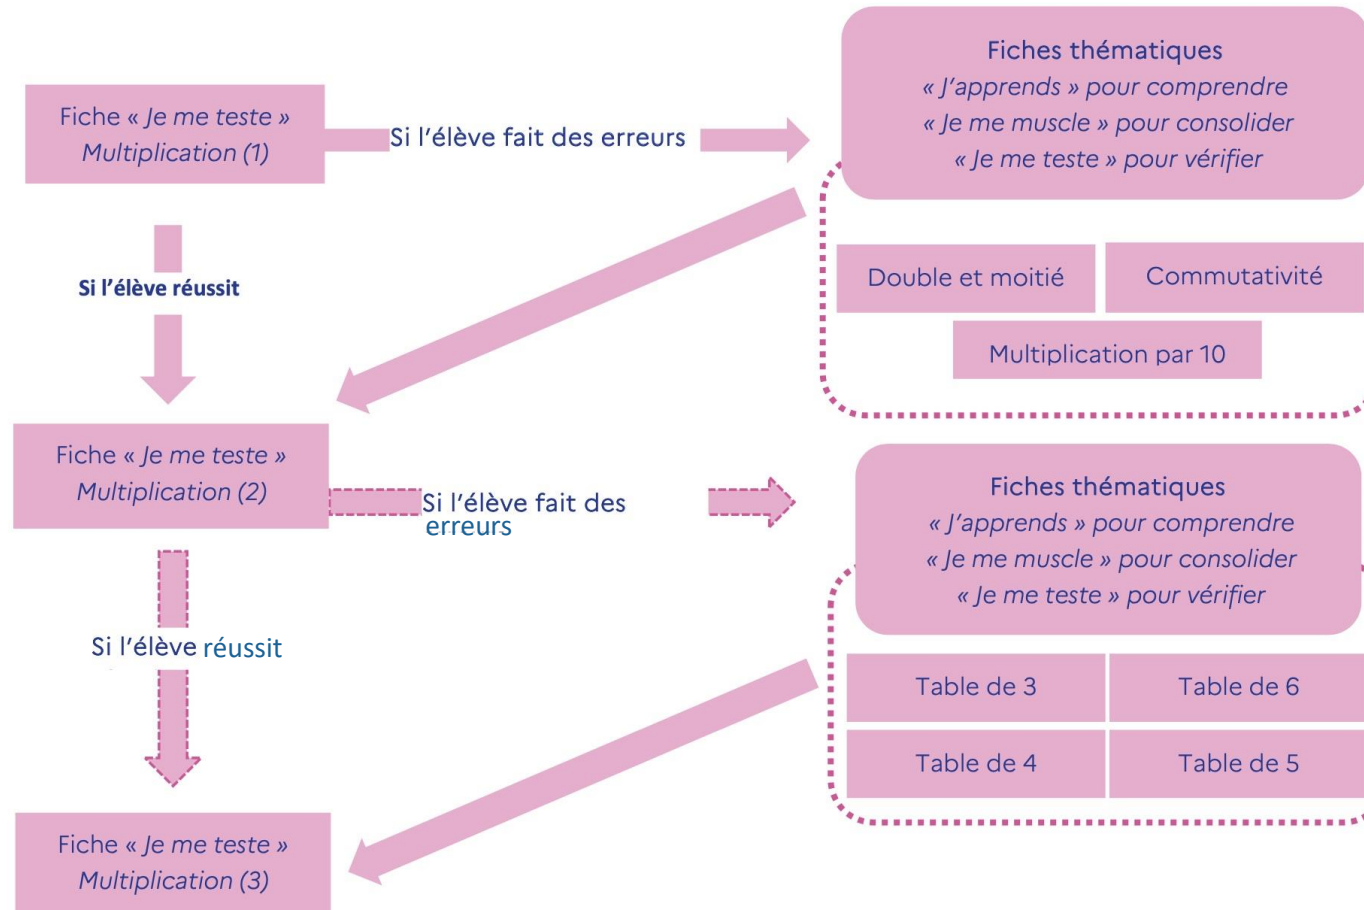 Fiche « Je me teste »
Multiplication (1)
Si l'élève fait des erreurs
Fiches thématiques
« J'apprends » pour comprendre
« Je me muscle » pour consolider
« Je me teste » pour vérifier
Double et moitié
Commutativité
Multiplication par 10
Si l'élève réussit
Fiche « Je me teste »
Multiplication (2)
Si l'élève fait des
erreurs
Fiches thématiques
« J'apprends » pour comprendre
« Je me muscle » pour consolider
« Je me teste » pour vérifier
Table de 3
Table de 6
Table de 4
Table de 5
Si l'élève réussit
Fiche « Je me teste »
Multiplication (3)